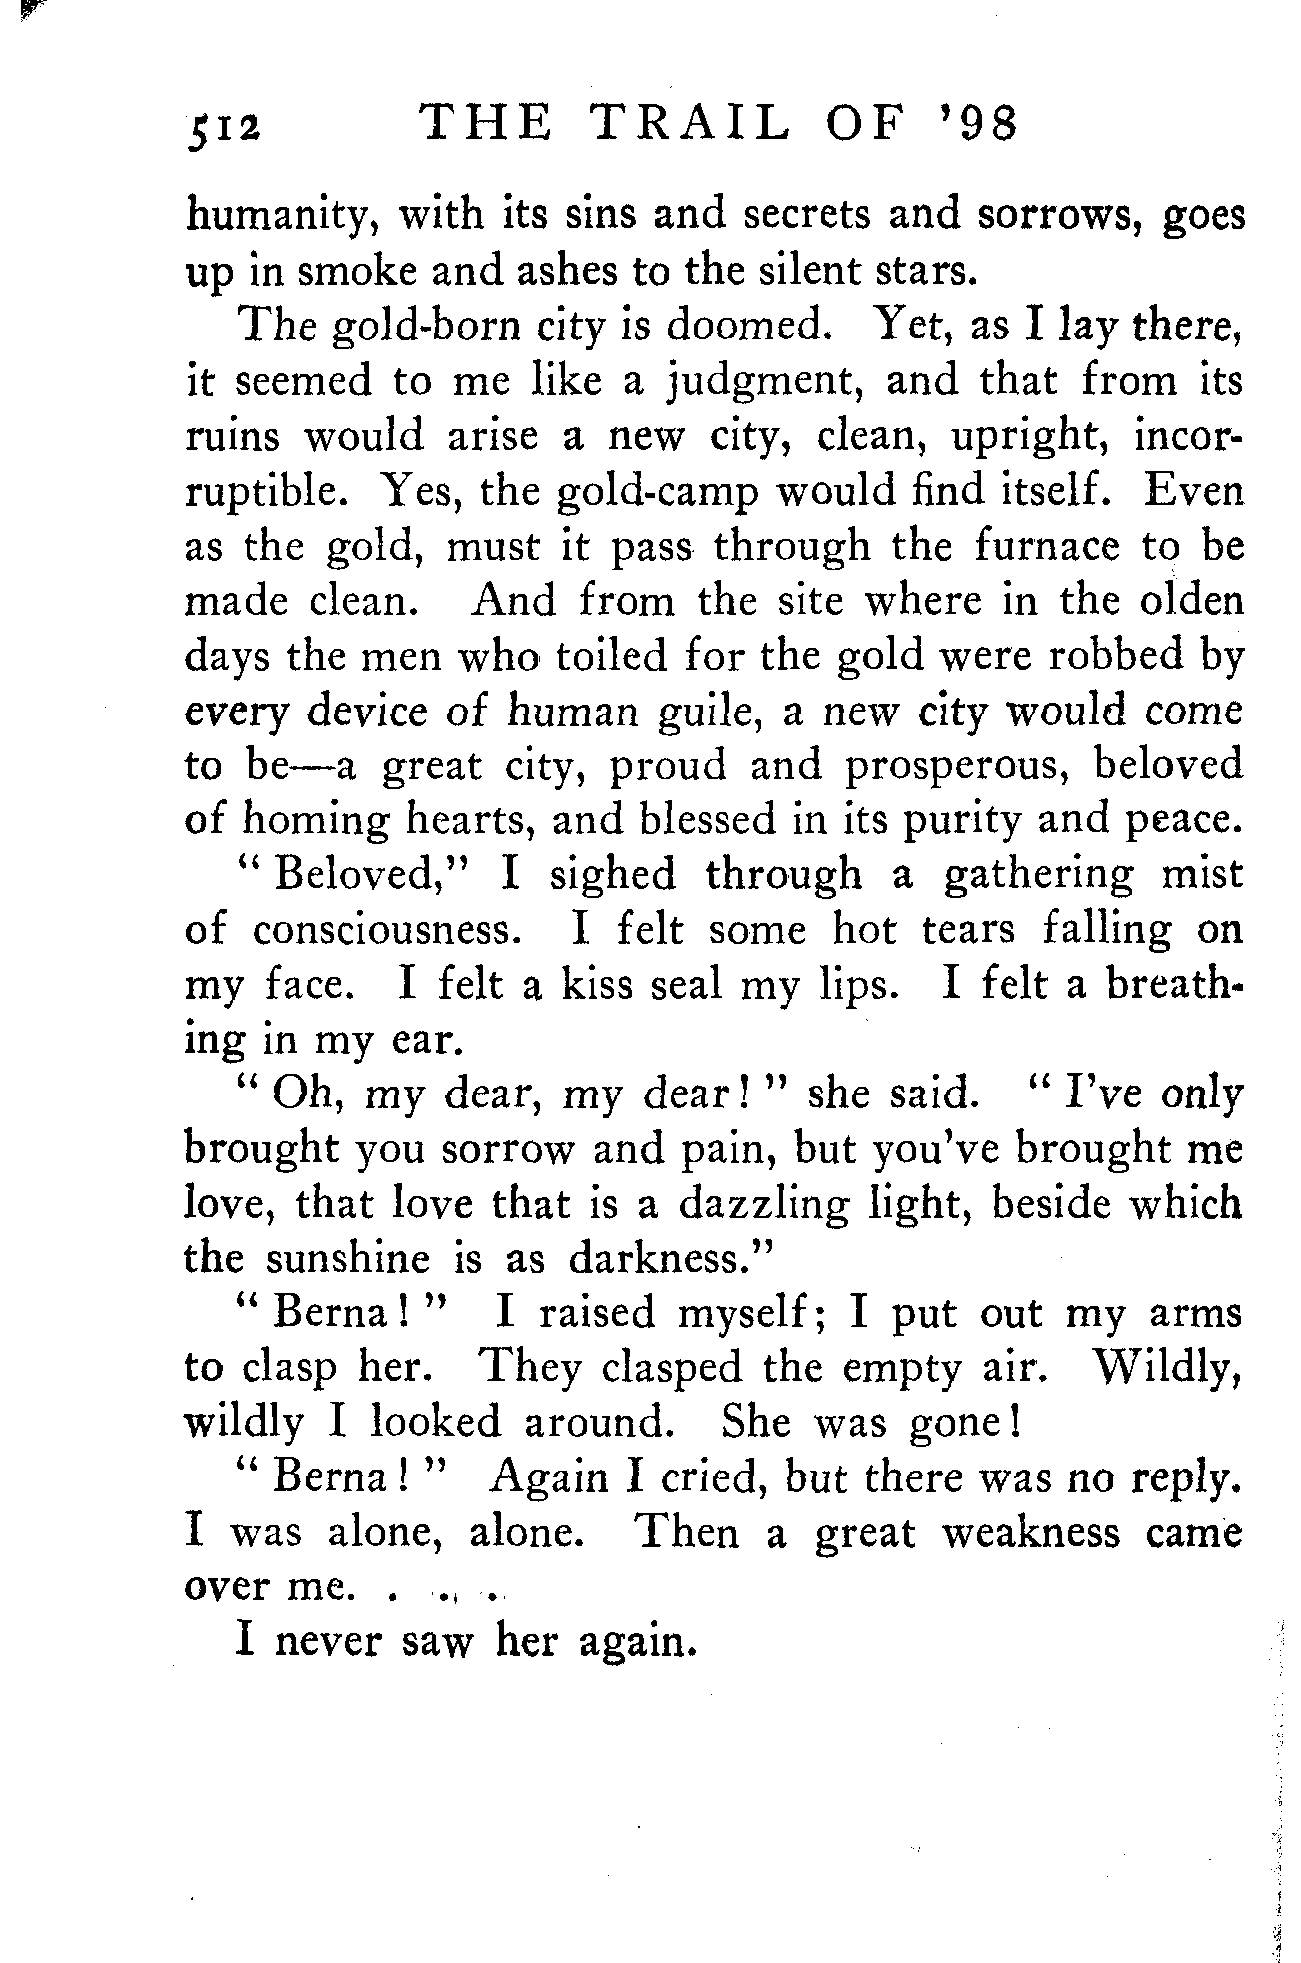 512 THE TRAIL OF '98
humanity, with its sins and secrets and sorrows, goes
up in smoke and ashes to the silent stars.
The gold-born city is doomed. Yet, as I lay there,
it seemed to me like a judgment, and that from its
ruins would arise a new city, clean, upright, incor-
ruptible. Yes, the gold-camp would find itself. Even
as the gold, must it pass through the furnace to be
made clean. And from the site where in the olden
days the men who toiled for the gold were robbed by
every device of human guile, a new city would come
to be—a great city, proud and prosperous, beloved
of homing hearts, and blessed in its purity and peace.
" Beloved," I sighed through a gathering mist
of consciousness. I felt some hot tears falling on
my face. I felt a kiss seal my lips. I felt a breath-
ing in my ear.
" Oh, my dear, my dear! " she said. " I've only
brought you sorrow and pain, but you've brought me
love, that love that is a dazzling light, beside which
the sunshine is as darkness."
" Berna! " I raised myself; I put out my arms
to clasp her. They clasped the empty air. Wildly,
wildly I looked around. She was gone!
" Berna! " Again I cried, but there was no reply.
I was alone, alone. Then a great weakness came
over me. . . .
I never saw her again.